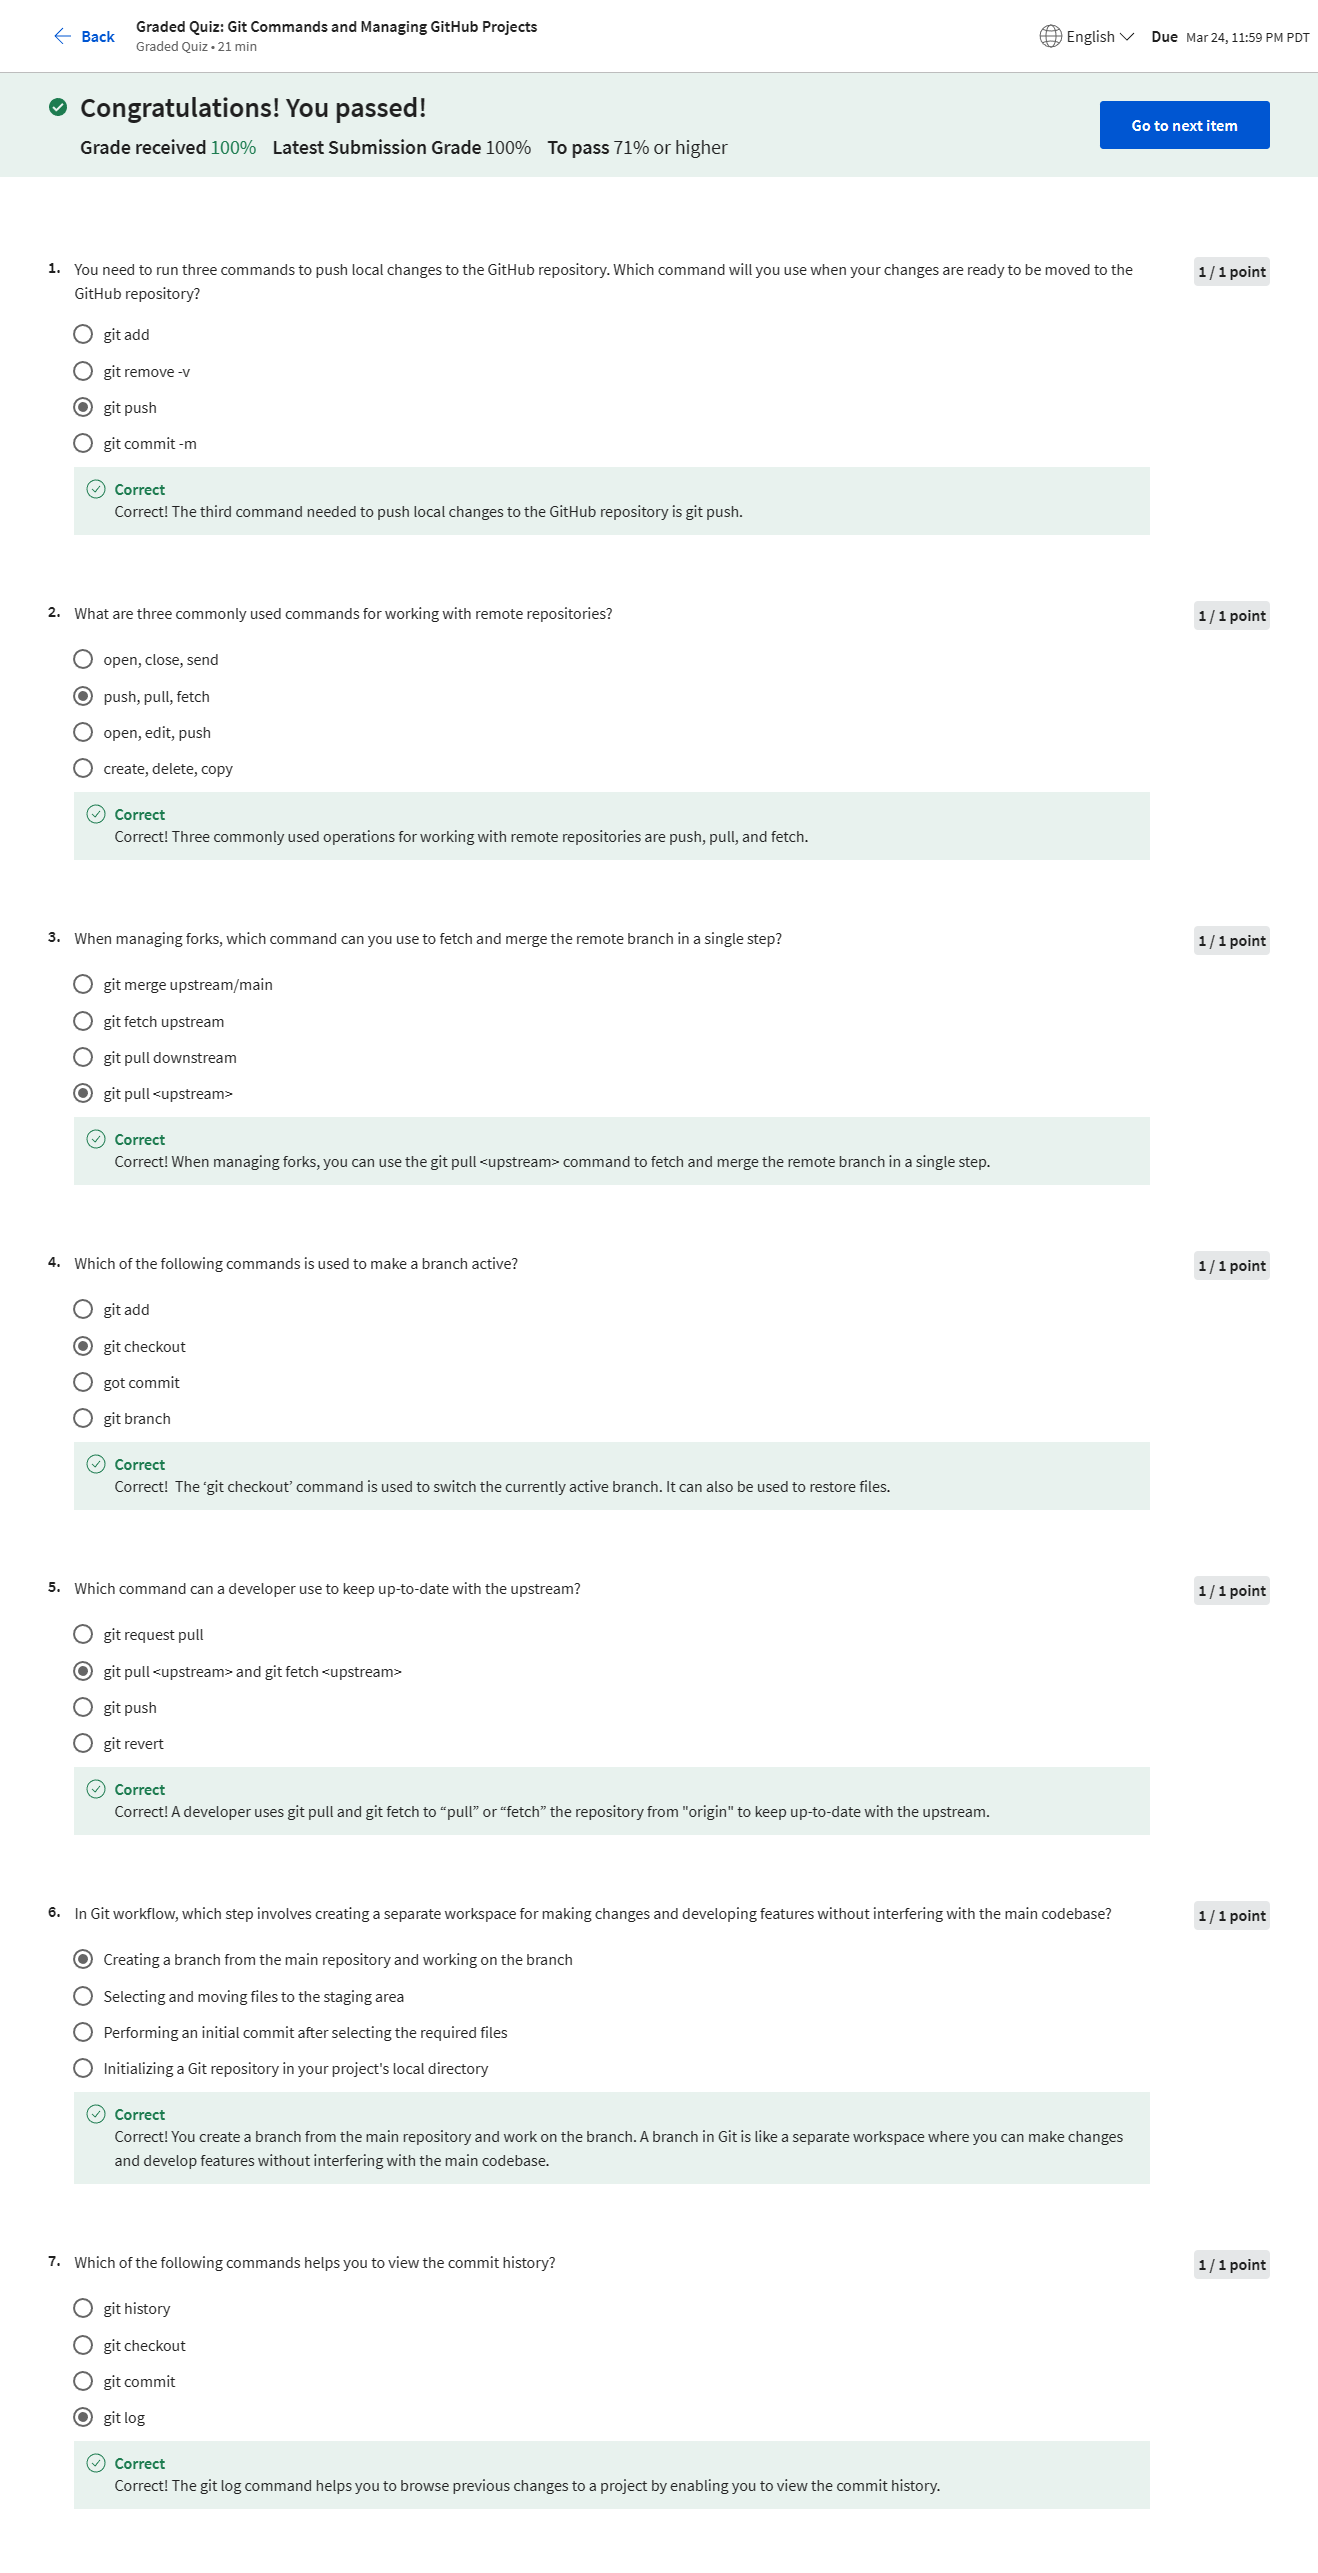 Back
Graded Quiz: Git Commands and Managing GitHub Projects
Graded Quiz • 21 min
English
Due Mar 24, 11:59 PM PDT
Congratulations! You passed!
Grade received 100% Latest Submission Grade 100% To pass 71% or higher
Go to next item
1. You need to run three commands to push local changes to the GitHub repository. Which command will you use when your changes are ready to be moved to the
GitHub repository?
1 / 1 point
git add
git remove -v
git push
git commit -m
Correct
Correct! The third command needed to push local changes to the GitHub repository is git push.
2. What are three commonly used commands for working with remote repositories?
1 / 1 point
open, close, send
push, pull, fetch
open, edit, push
create, delete, copy
Correct
Correct! Three commonly used operations for working with remote repositories are push, pull, and fetch.
3. When managing forks, which command can you use to fetch and merge the remote branch in a single step?
1 / 1 point
git merge upstream/main
git fetch upstream
git pull downstream
git pull <upstream>
Correct
Correct! When managing forks, you can use the git pull <upstream> command to fetch and merge the remote branch in a single step.
4. Which of the following commands is used to make a branch active?
1 / 1 point
git add
git checkout
got commit
git branch
Correct
Correct!  The ‘git checkout’ command is used to switch the currently active branch. It can also be used to restore files.
5. Which command can a developer use to keep up-to-date with the upstream?
1 / 1 point
git request pull
git pull <upstream> and git fetch <upstream>
git push
git revert
Correct
Correct! A developer uses git pull and git fetch to “pull” or “fetch” the repository from "origin" to keep up-to-date with the upstream.
6. In Git workflow, which step involves creating a separate workspace for making changes and developing features without interfering with the main codebase?
1 / 1 point
Creating a branch from the main repository and working on the branch
Selecting and moving files to the staging area
Performing an initial commit after selecting the required files
Initializing a Git repository in your project's local directory
Correct
Correct! You create a branch from the main repository and work on the branch. A branch in Git is like a separate workspace where you can make changes
and develop features without interfering with the main codebase.
7. Which of the following commands helps you to view the commit history?
1 / 1 point
git history
git checkout
git commit
git log
Correct
Correct! The git log command helps you to browse previous changes to a project by enabling you to view the commit history.